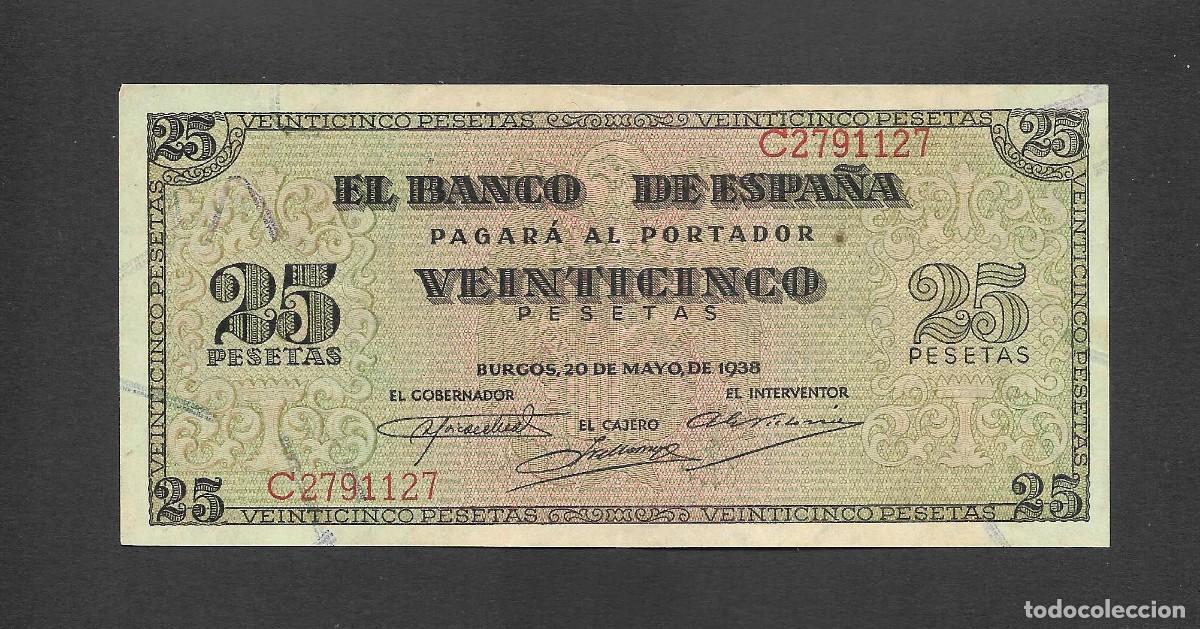 25 VEINTICINCO PESETAS VEINTICINCO PESETAS 25
C2791127
EL BANCO DE ESPAÑA
PAGARÁ AL PORTADOR
25 VEINTICINCO 25
PESETAS
PESETAS PESETAS
BURGOS, 20 DE MAYO, DE 1938
EL GOBERNADOR EL INTERVENTOR
EL CAJERO
C2791127
25 VEINTICINCO PESETAS VEINTICINCO PESETAS 25
VEINTICINCO PESETAS
VEINTICINCO PESETAS
todocoleccion